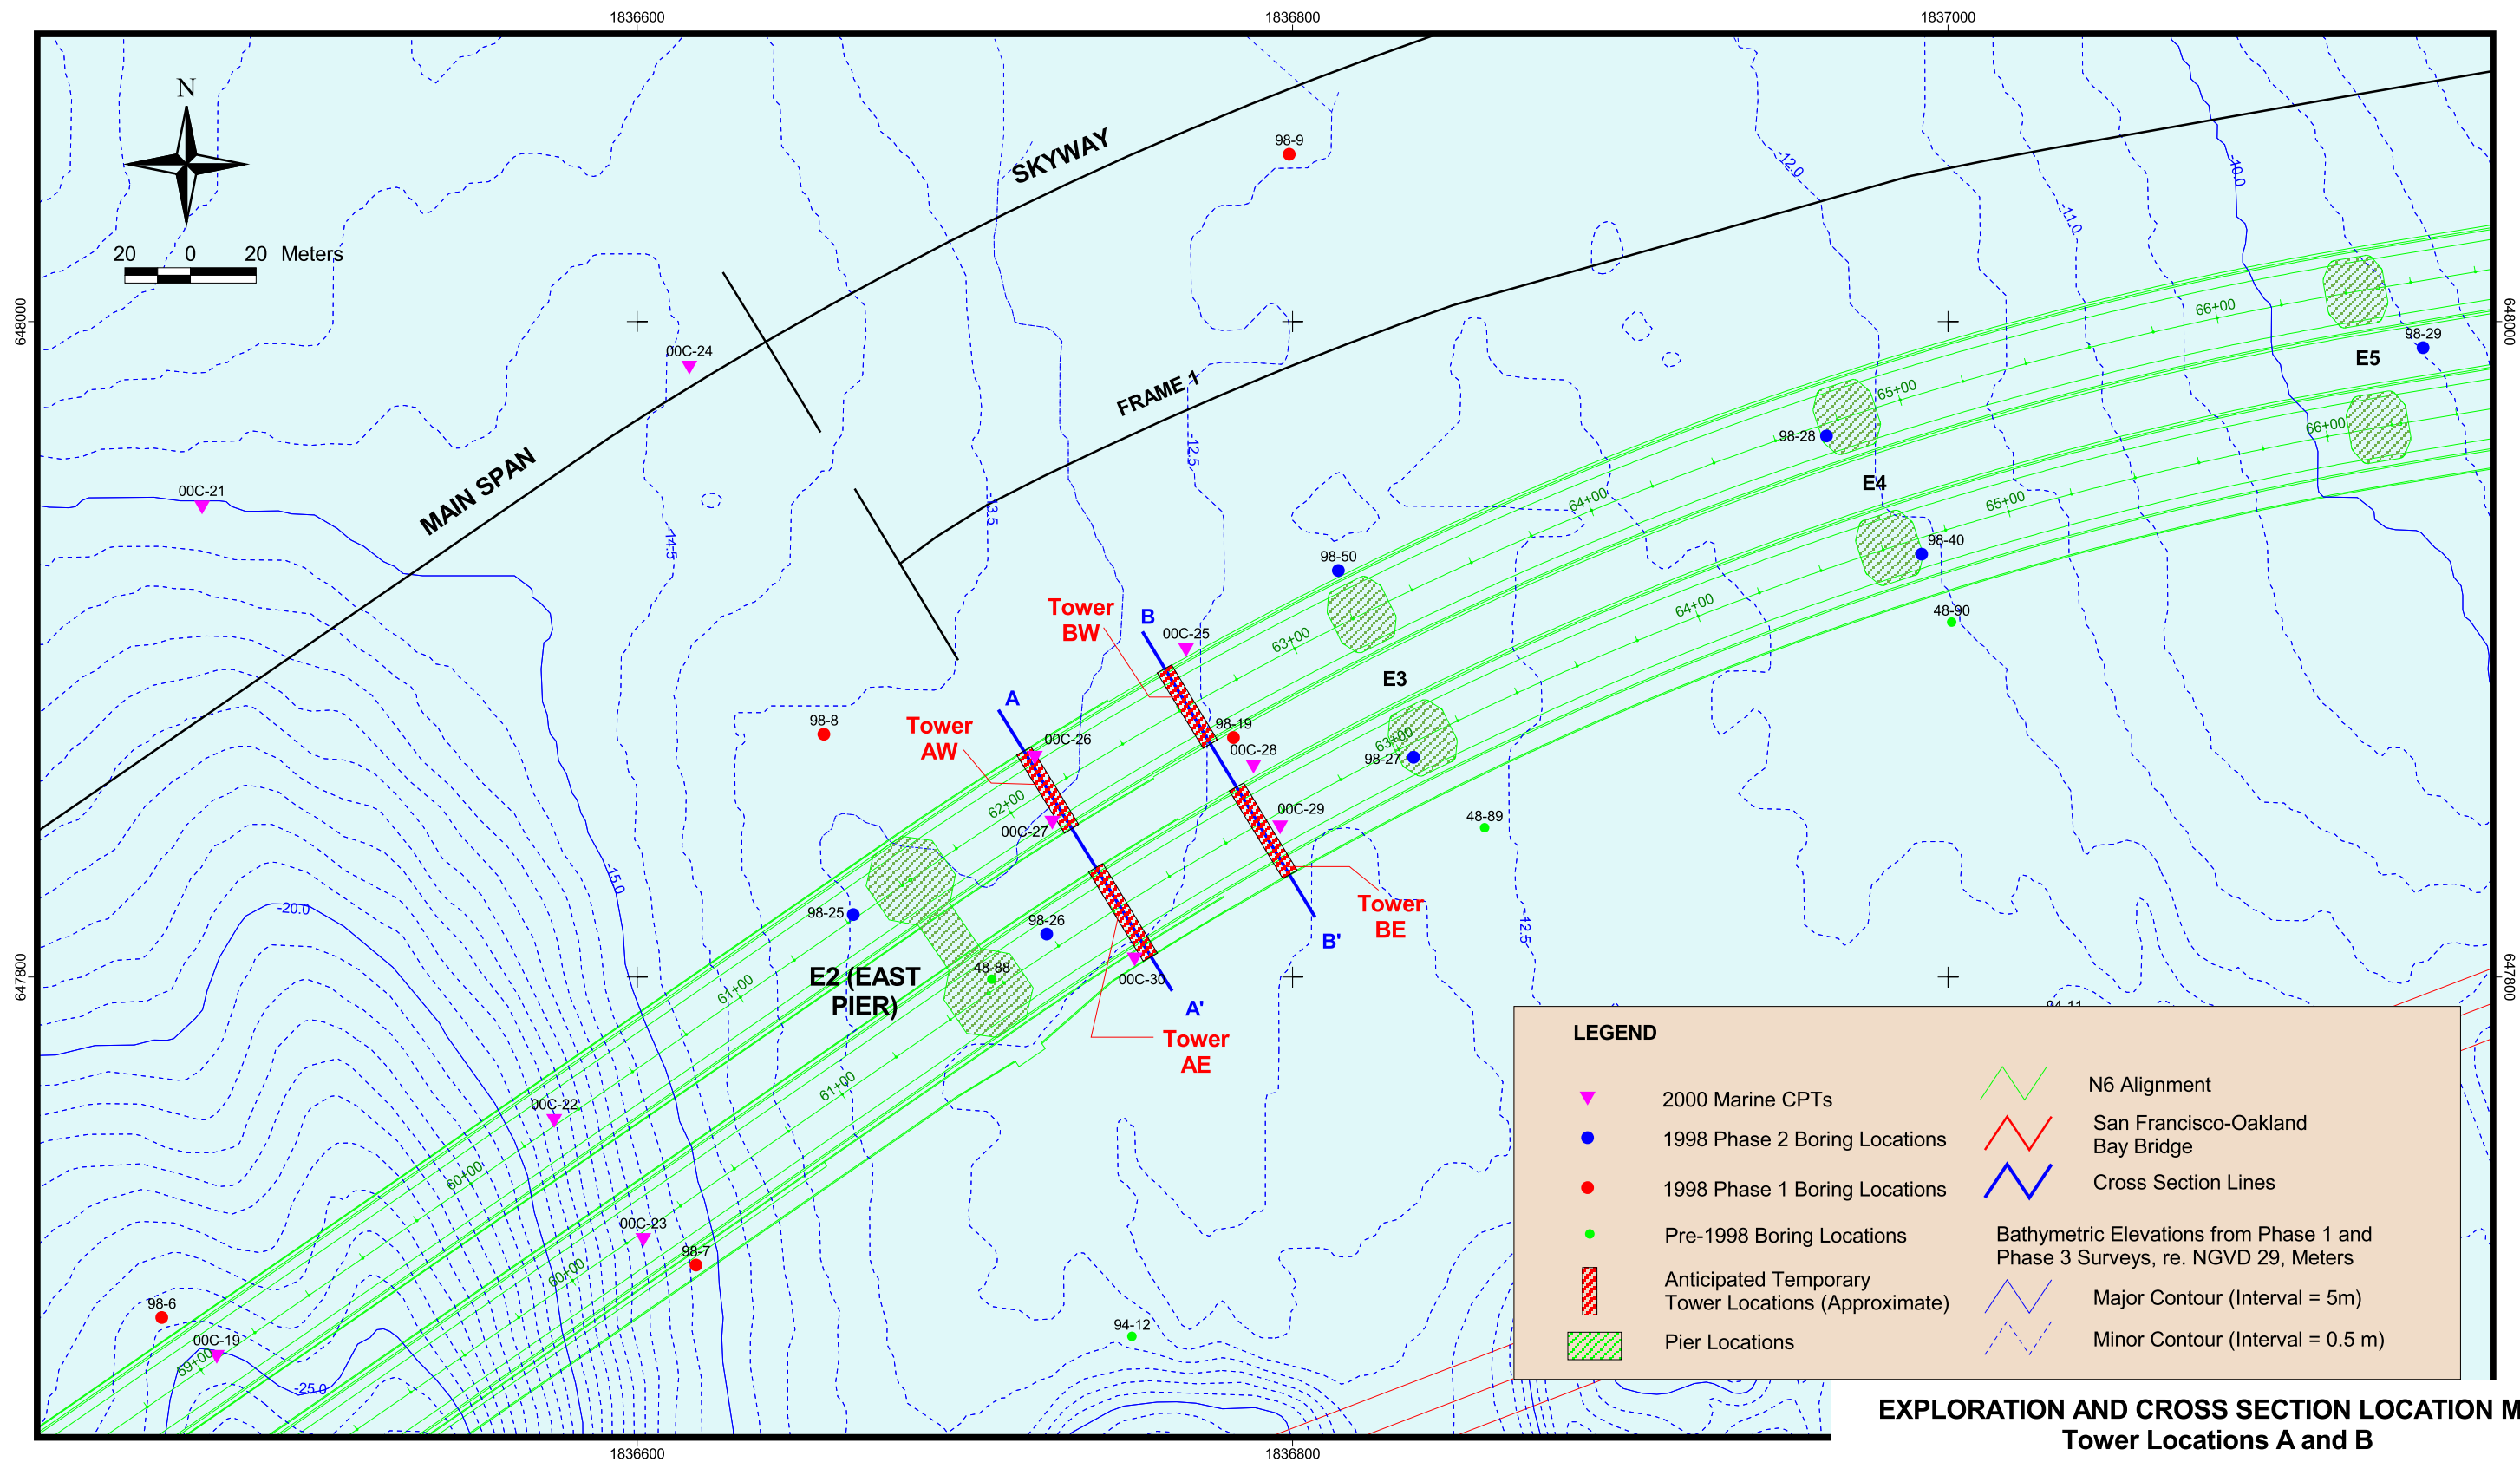 1836600
1836800
1837000
N
20 0 20 Meters
648000
648000
SKYWAY
98-9
-12.0
-10.0
-11.0
66+00
98-29
E5
00C-24
FRAME 1
65+00
66+00
98-28
E4
-12.5
00C-21
MAIN SPAN
64+00
65+00
-14.5
98-40
98-50
Tower
BW
B
00C-25
63+00
64+00
48-90
E3
A
98-8
Tower
AW
00C-26
98-19
00C-28
63+00
98-27
62+00
00C-27
00C-29
48-89
-15.0
-20.0
98-25
98-26
Tower
BE
-12.5
B'
E2 (EAST
PIER)
48-88
00C-30
61+00
647800
647800
A'
Tower
AE
61+00
00C-22
60+00
00C-23
98-7
60+00
98-6
00C-19
59+00
-25.0
94-12
LEGEND
2000 Marine CPTs
1998 Phase 2 Boring Locations
1998 Phase 1 Boring Locations
Pre-1998 Boring Locations
Anticipated Temporary
Tower Locations (Approximate)
Pier Locations
N6 Alignment
San Francisco-Oakland
Bay Bridge
Cross Section Lines
Bathymetric Elevations from Phase 1 and
Phase 3 Surveys, re. NGVD 29, Meters
Major Contour (Interval = 5m)
Minor Contour (Interval = 0.5 m)
1836600
1836800
EXPLORATION AND CROSS SECTION LOCATION M
Tower Locations A and B